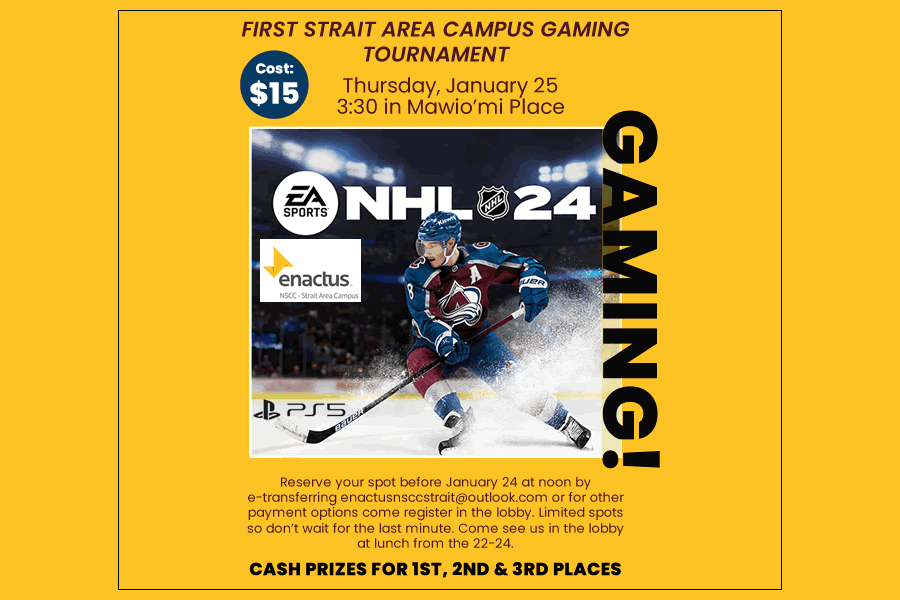 FIRST STRAIT AREA CAMPUS GAMING
TOURNAMENT
Cost:
$15
Thursday, January 25
3:30 in Mawio’mi Place
GAMING!
EA
SPORTS
NHL
NHL
24
enactus
NSCC - Strait Area Campus
A
8
BAUER
BAUER
PS5
Reserve your spot before January 24 at noon by
e-transferring enactusnsccstrait@outlook.com or for other
payment options come register in the lobby. Limited spots
so don’t wait for the last minute. Come see us in the lobby
at lunch from the 22-24.
CASH PRIZES FOR 1ST, 2ND & 3RD PLACES